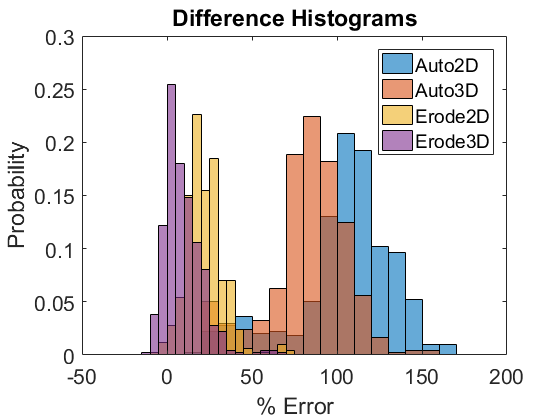 Difference Histograms
0.3
0.25
0.2
0.15
0.1
0.05
0
Probability
Auto2D
Auto3D
Erode2D
Erode3D
-50
0
50
100
150
200
% Error